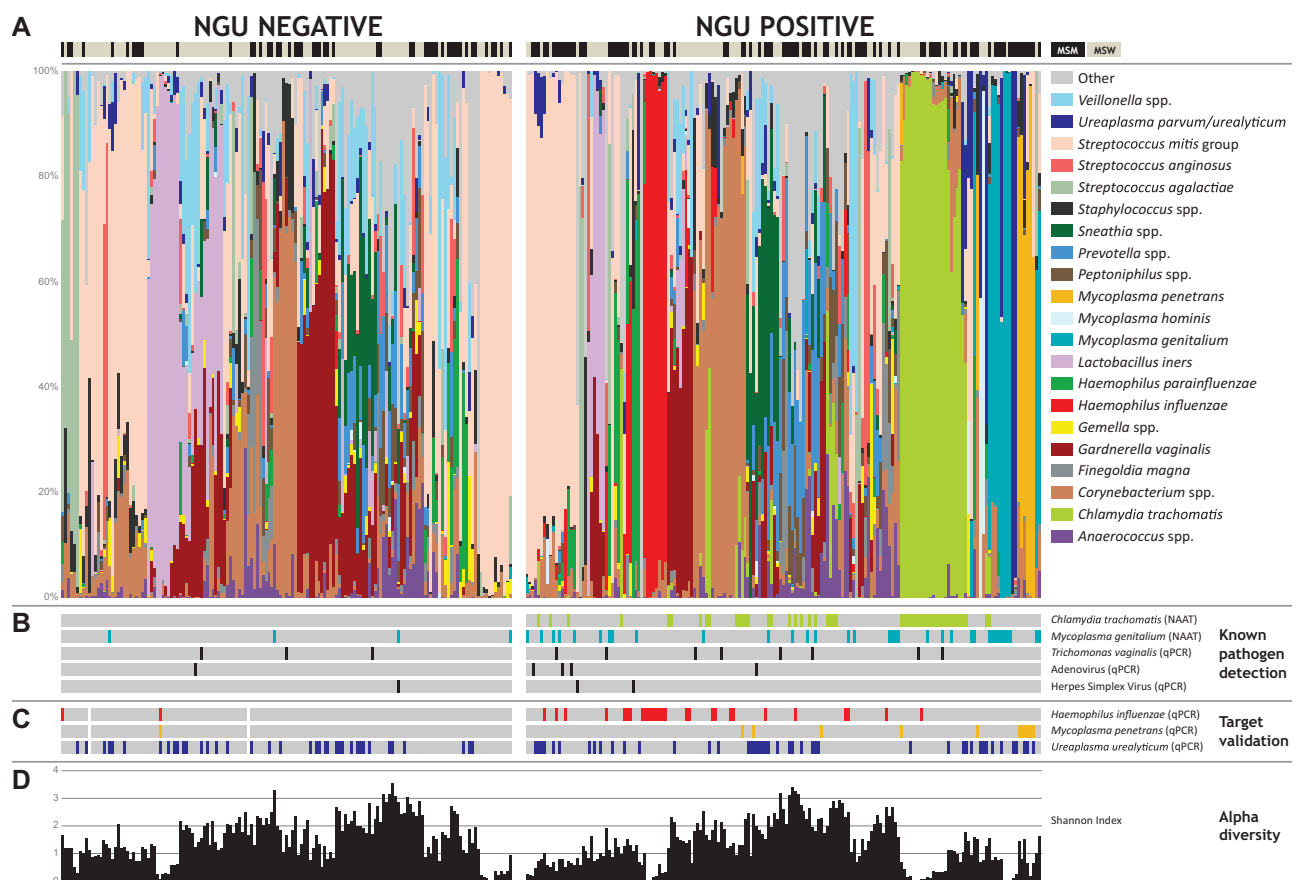 A
NGU NEGATIVE
NGU POSITIVE
MSM
MSW
100%
80%
60%
40%
20%
0%
Other
Veillonella spp.
Ureaplasma parvum/urealyticum
Streptococcus mitis group
Streptococcus anginosus
Streptococcus agalactiae
Staphylococcus spp.
Sneathia spp.
Prevotella spp.
Peptoniphilus spp.
Mycoplasma penetrans
Mycoplasma hominis
Mycoplasma genitalium
Lactobacillus iners
Haemophilus parainfluenzae
Haemophilus influenzae
Gemella spp.
Gardnerella vaginalis
Finegoldia magna
Corynebacterium spp.
Chlamydia trachomatis
Anaerococcus spp.
B
Chlamydia trachomatis (NAAT)
Mycoplasma genitalium (NAAT)
Trichomonas vaginalis (qPCR)
Adenovirus (qPCR)
Herpes Simplex Virus (qPCR)
Known
pathogen
detection
C
Haemophilus influenzae (qPCR)
Mycoplasma penetrans (qPCR)
Ureaplasma urealyticum (qPCR)
Target
validation
D
4
3
2
1
0
Shannon Index
Alpha
diversity